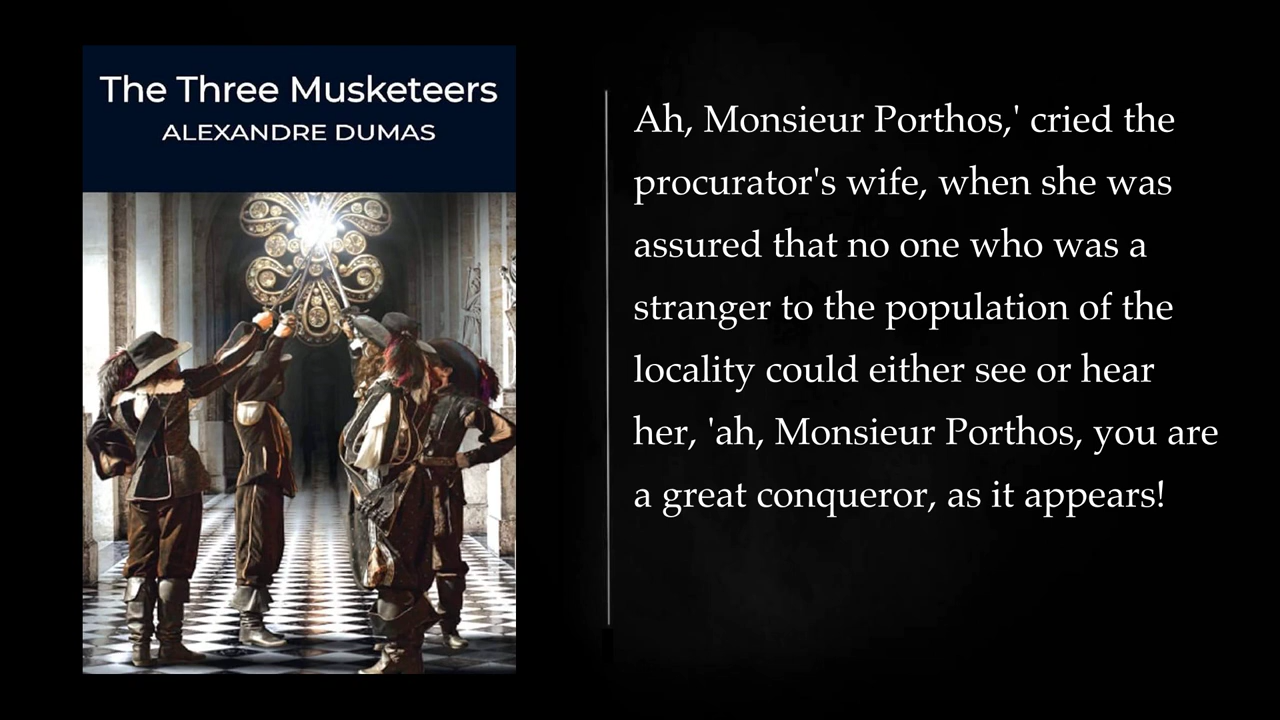 The Three Musketeers
ALEXANDRE DUMAS
Ah, Monsieur Porthos,' cried the
procurator's wife, when she was
assured that no one who was a
stranger to the population of the
locality could either see or hear
her, 'ah, Monsieur Porthos, you are
a great conqueror, as it appears!